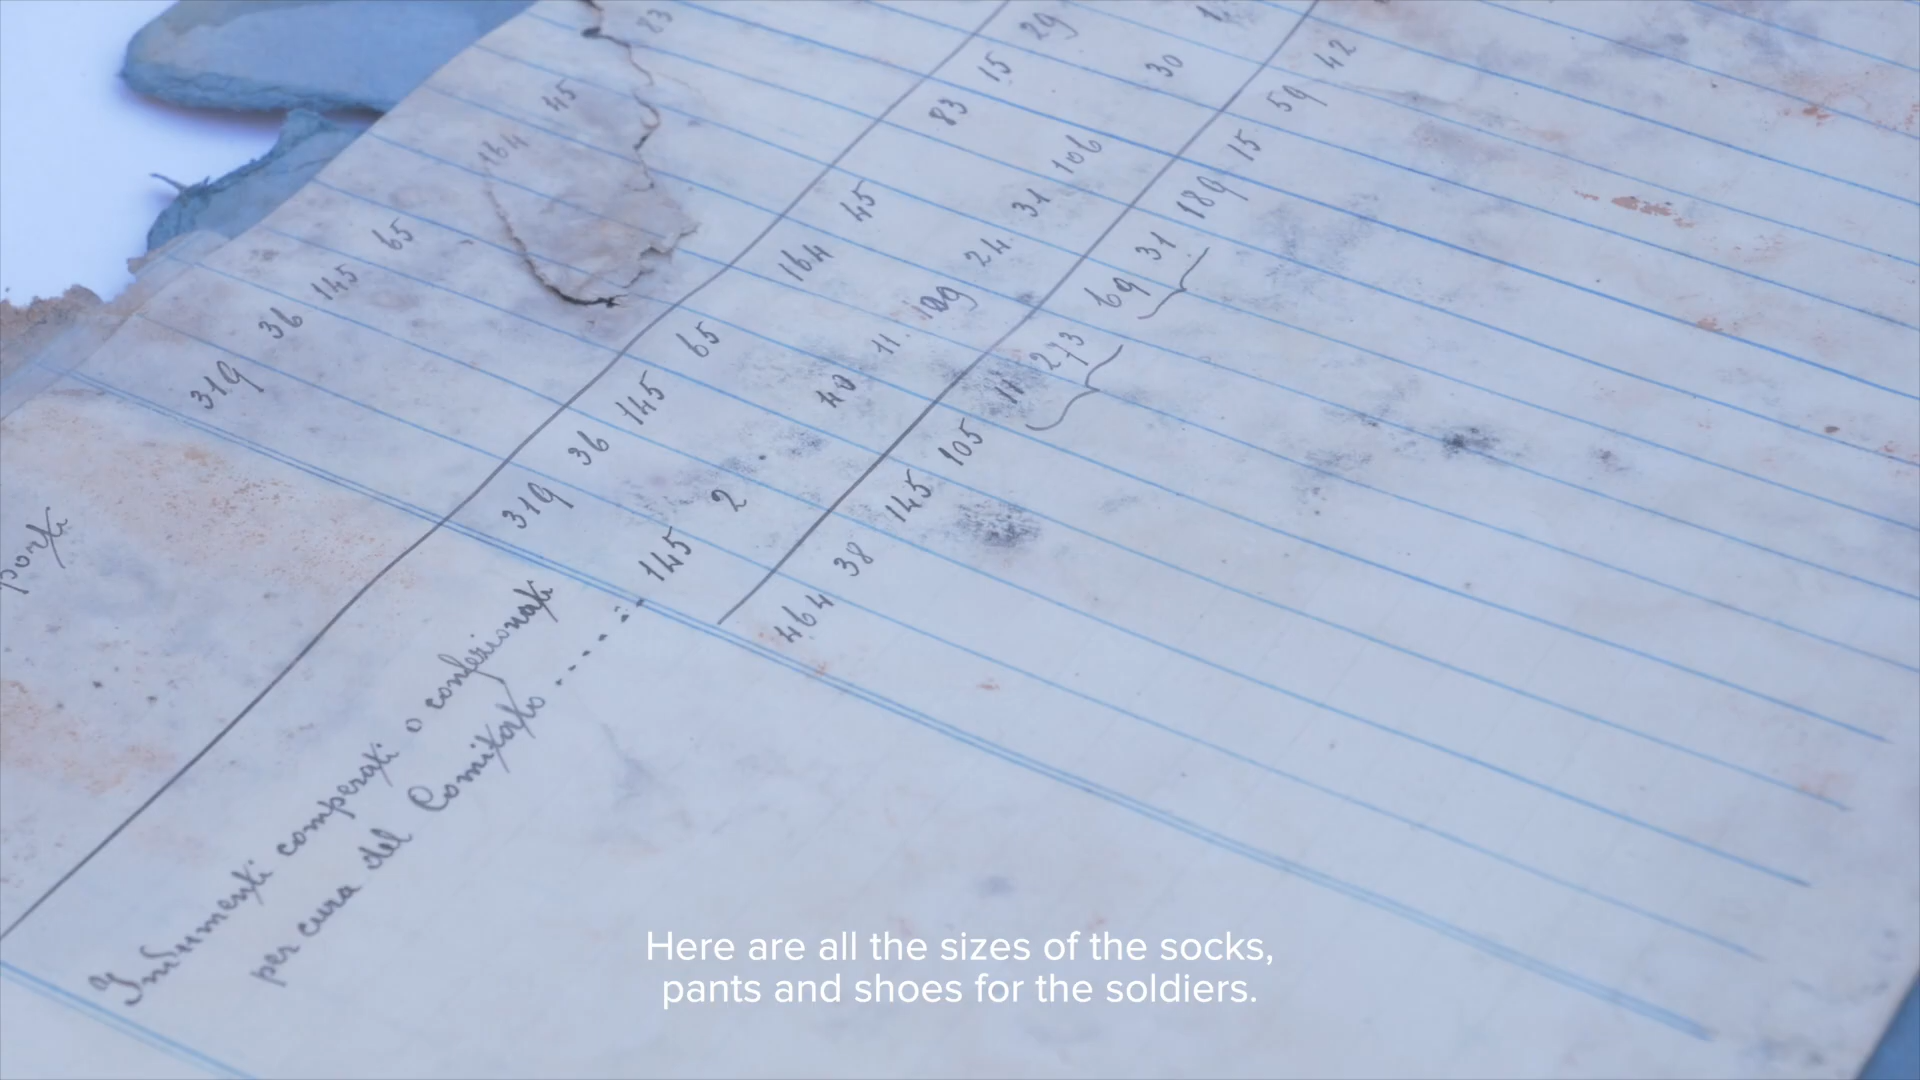 porti 319 36 145 65 164 45 83
319 36 145 65 164 45 83 15 29
Indumenti comperati o confezionati
per cura del Comitato ..... 145 2 40 11. 109 24. 31 106 30
464 38 145 105 11 273 69 31 189 15 59 42
Here are all the sizes of the socks,
pants and shoes for the soldiers.